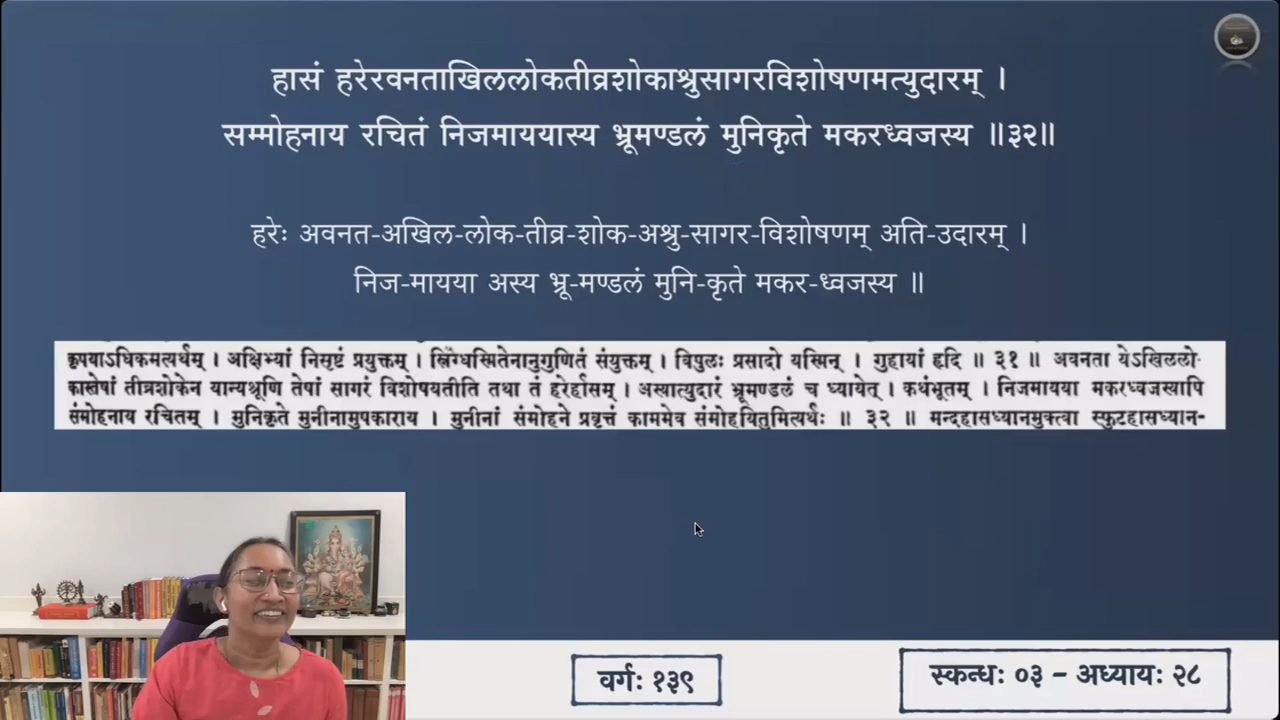 हासं हरेरवनताखिललोकतीव्रशोकाश्रुसागरविशोषणमत्युदारम् ।
सम्मोहनाय रचितं निजमाययास्य भ्रूमण्डलं मुनिकृते मकरध्वजस्य ॥३२॥
हरेः अवनत-अखिल-लोक-तीव्र-शोक-अश्रु-सागर-विशोषणम् अति-उदारम् ।
निज-मायया अस्य भ्रू-मण्डलं मुनि-कृते मकर-ध्वजस्य ॥
कृपयाऽधिकमत्यर्थम् । अक्षिभ्यां निसृष्टं प्रयुक्तम् । स्निग्धस्मितेनानुगुणितं संयुक्तम् । विपुलः प्रसादो यस्मिन् । गुहायां हृदि ॥ ३१ ॥ अवनता येऽखिललो-
कास्तेषां तीव्रशोकेन यान्यश्रूणि तेषां सागरं विशोषयतीति तथा तं हरेर्हासम् । अस्यात्युदारं भ्रूमण्डलं च ध्यायेत् । कथंभूतम् । निजमायया मकरध्वजस्यापि
संमोहनाय रचितम् । मुनिकृते मुनीनामुपकाराय । मुनीनां संमोहने प्रवृत्तं काममेव संमोहयितुमित्यर्थः ॥ ३२ ॥ मन्दहासध्यानमुक्त्वा स्फुटहासध्यान-
वर्गः १३९
स्कन्धः ०३ – अध्यायः २८